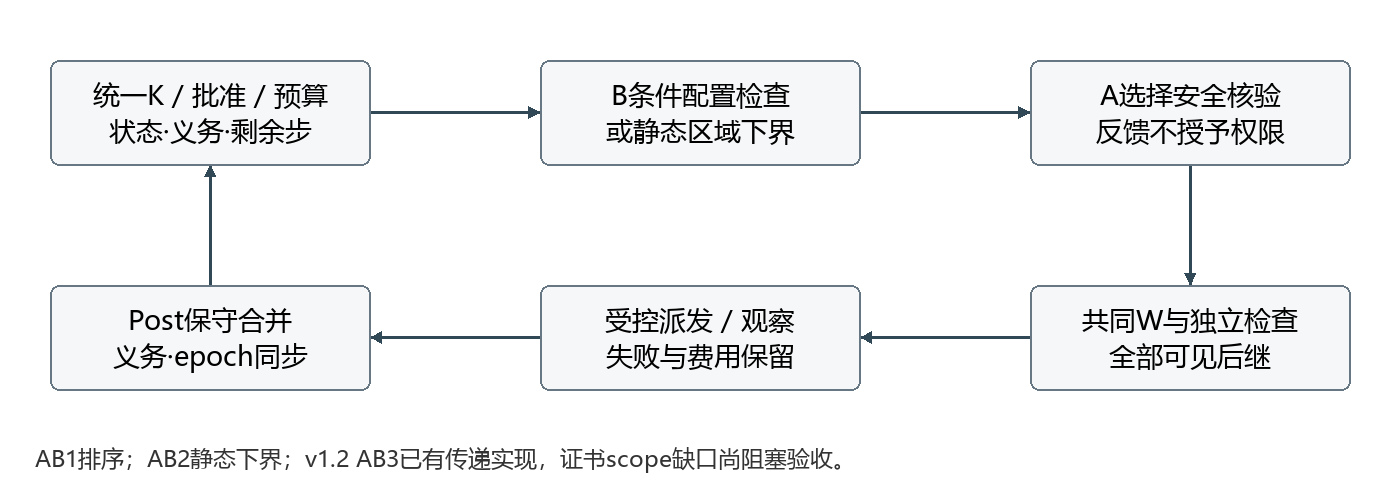 统一K / 批准 / 预算
状态·义务·剩余步
B条件配置检查
或静态区域下界
A选择安全核验
反馈不授予权限
Post保守合并
义务·epoch同步
受控派发 / 观察
失败与费用保留
共同W与独立检查
全部可见后继
AB1排序；AB2静态下界；v1.2 AB3已有传递实现，证书scope缺口尚阻塞验收。